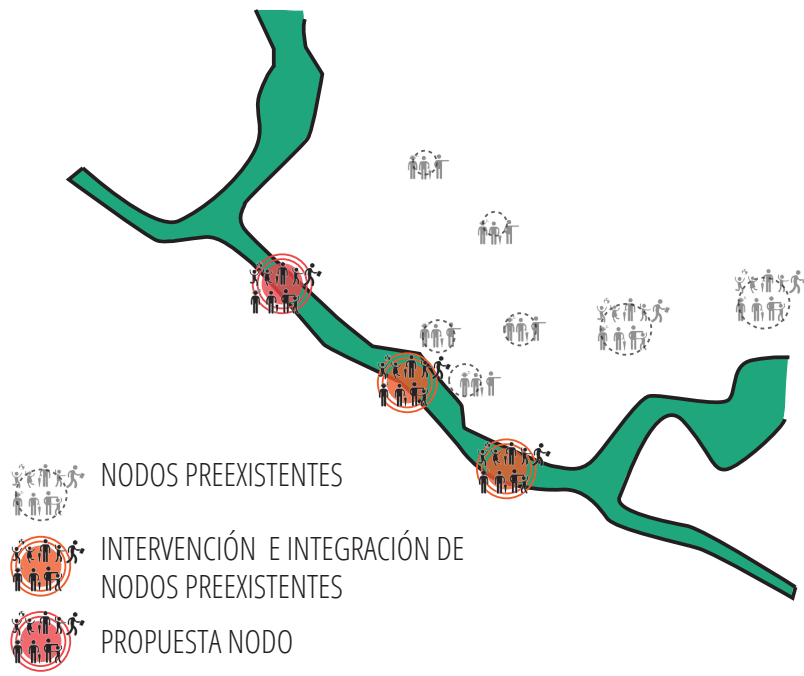 NODOS PREEXISTENTES
INTERVENCIÓN E INTEGRACIÓN DE
NODOS PREEXISTENTES
PROPUESTA NODO